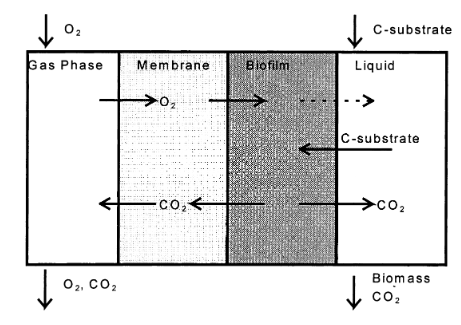 O2
C-substrate
Gas Phase Membrane Biofilm Liquid
O2
C-substrate
CO2 CO2
O2, CO2
Biomass
CO2